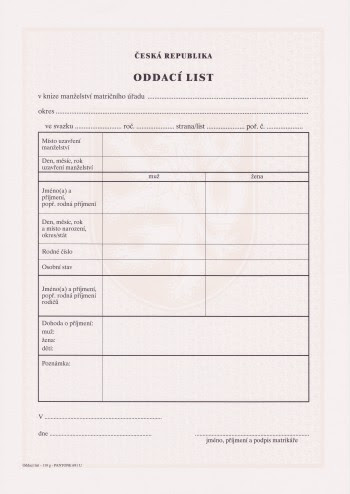 ČESKÁ REPUBLIKA
ODDACÍ LIST
v knize manželství matričního úřadu
okres
ve svazku roč. strana/list poř. č.
Místo uzavření
manželství
Den, měsíc, rok
uzavření manželství
muž žena
Jméno(a) a
příjmení,
popř. rodná příjmení
Den, měsíc, rok
a místo narození,
okres/stát
Rodné číslo
Osobní stav
Jméno(a) a příjmení,
popř. rodná příjmení
rodičů
Dohoda o příjmení:
muž:
žena:
děti:
Poznámka:
V
dne
jméno, příjmení a podpis matrikáře